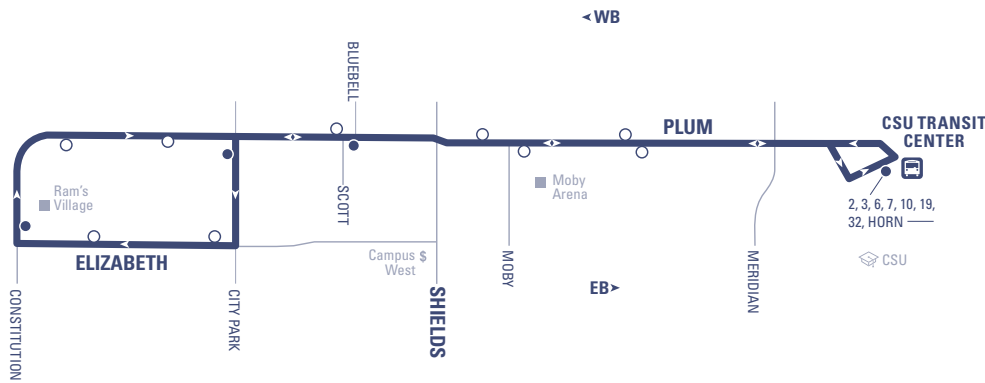 WB
BLUEBELL
PLUM
CSU TRANSIT
CENTER
Ram's
Village
SCOTT
Moby
Arena
2, 3, 6, 7, 10, 19,
32, HORN
ELIZABETH
Campus $
West
MOBY
MERIDIAN
CSU
EB
CONSTITUTION
CITY PARK
SHIELDS